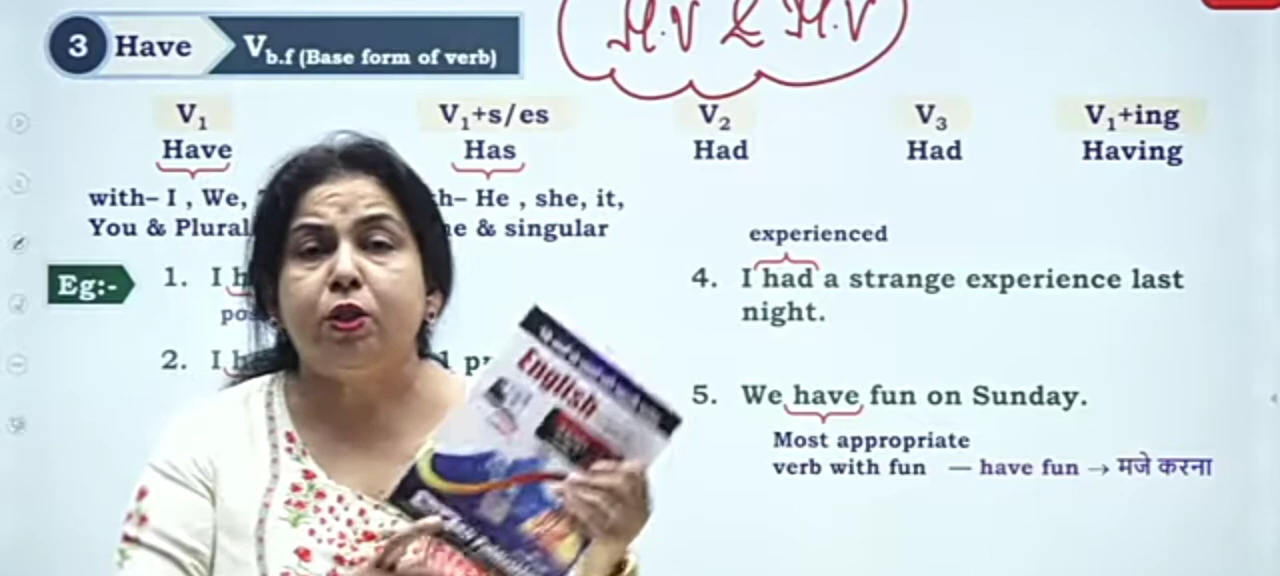 H.V & M.V
3 Have V b.f (Base form of verb)
V1 V1+s/es V2 V3 V1+ing
Have Has Had Had Having
with– I , We, He , she, it,
You & Plural & singular
experienced
Eg:- 1. I 4. I had a strange experience last
night.
2. I
5. We have fun on Sunday.
Most appropriate
verb with fun — have fun → मजे करना
English